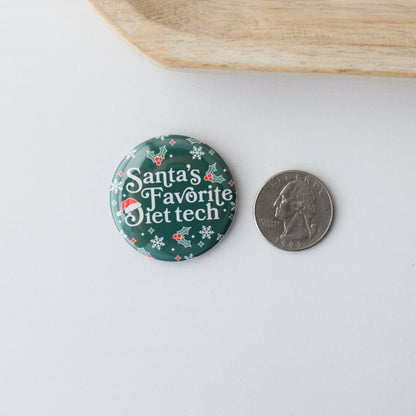 Santa's
Favorite
Diet tech
LIBERTY